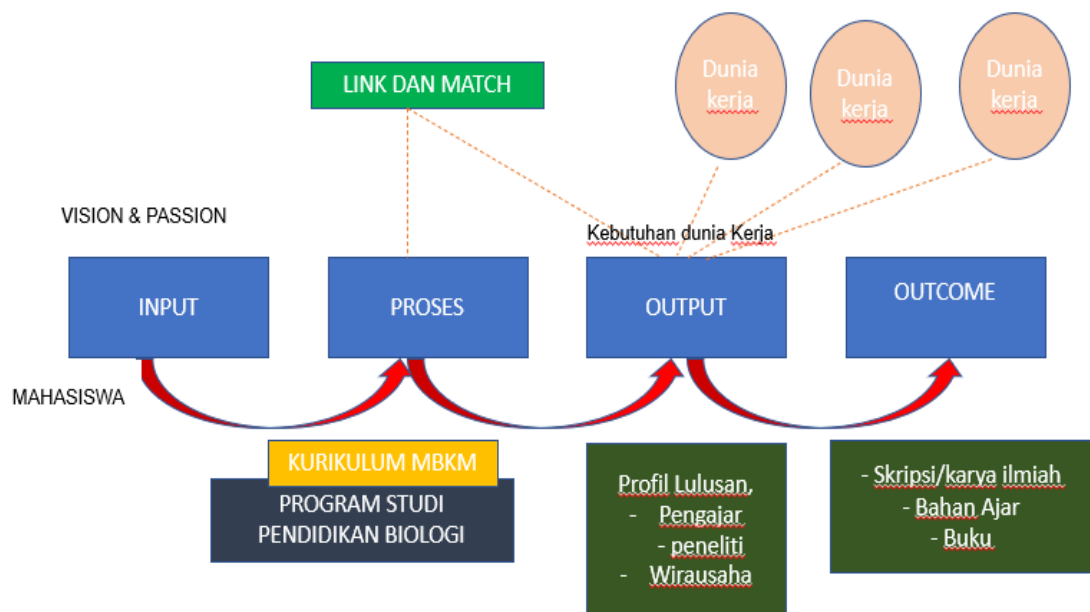 LINK DAN MATCH
Dunia
kerja
Dunia
kerja
Dunia
kerja
VISION & PASSION
Kebutuhan dunia Kerja
INPUT
PROSES
OUTPUT
OUTCOME
MAHASISWA
KURIKULUM MBKM
PROGRAM STUDI
PENDIDIKAN BIOLOGI
Profil Lulusan,
- Pengajar
- peneliti
- Wirausaha
- Skripsi/karya ilmiah
- Bahan Ajar
- Buku